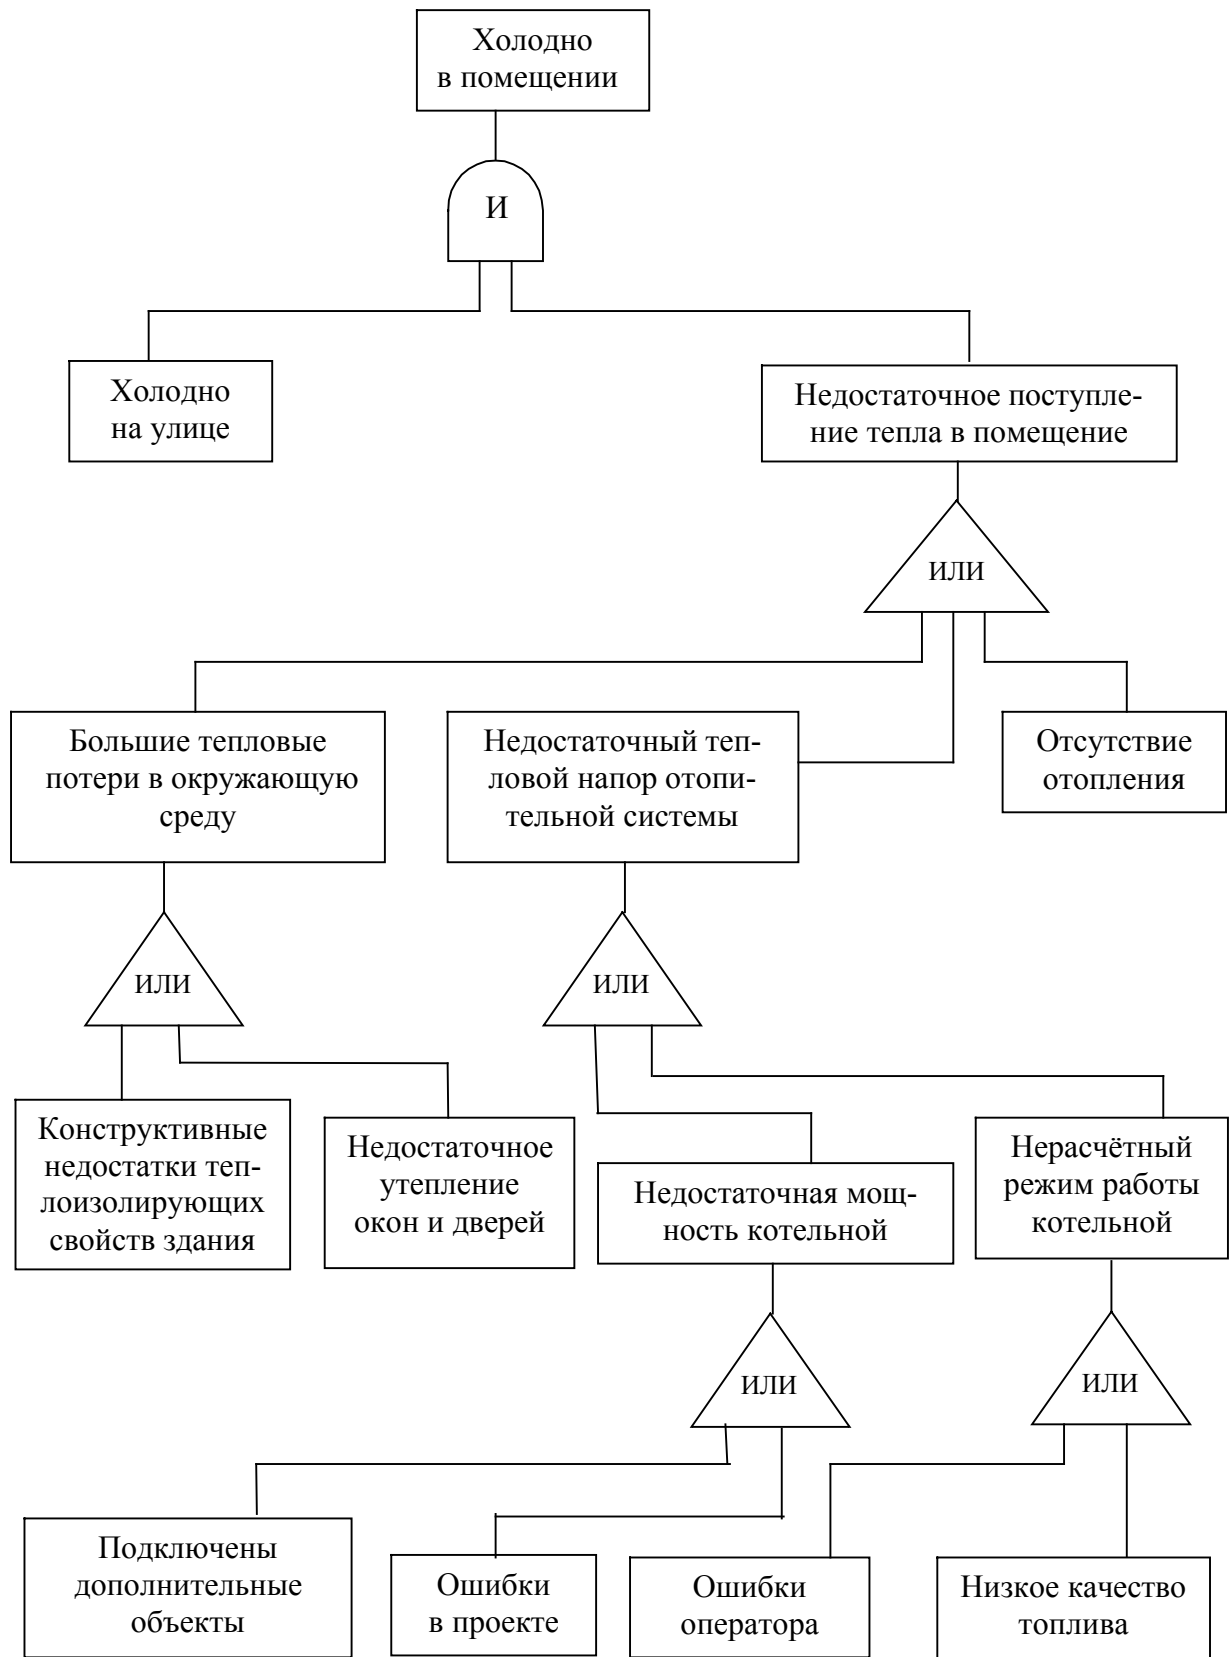 Холодно
в помещении
И
Холодно
на улице
Недостаточное поступле-
ние тепла в помещение
ИЛИ
Большие тепловые
потери в окружающую
среду
Недостаточный теп-
ловой напор отопи-
тельной системы
Отсутствие
отопления
ИЛИ
ИЛИ
Конструктивные
недостатки теп-
лоизолирующих
свойств здания
Недостаточное
утепление
окон и дверей
Недостаточная мощ-
ность котельной
Нерасчётный
режим работы
котельной
ИЛИ
ИЛИ
Подключены
дополнительные
объекты
Ошибки
в проекте
Ошибки
оператора
Низкое качество
топлива